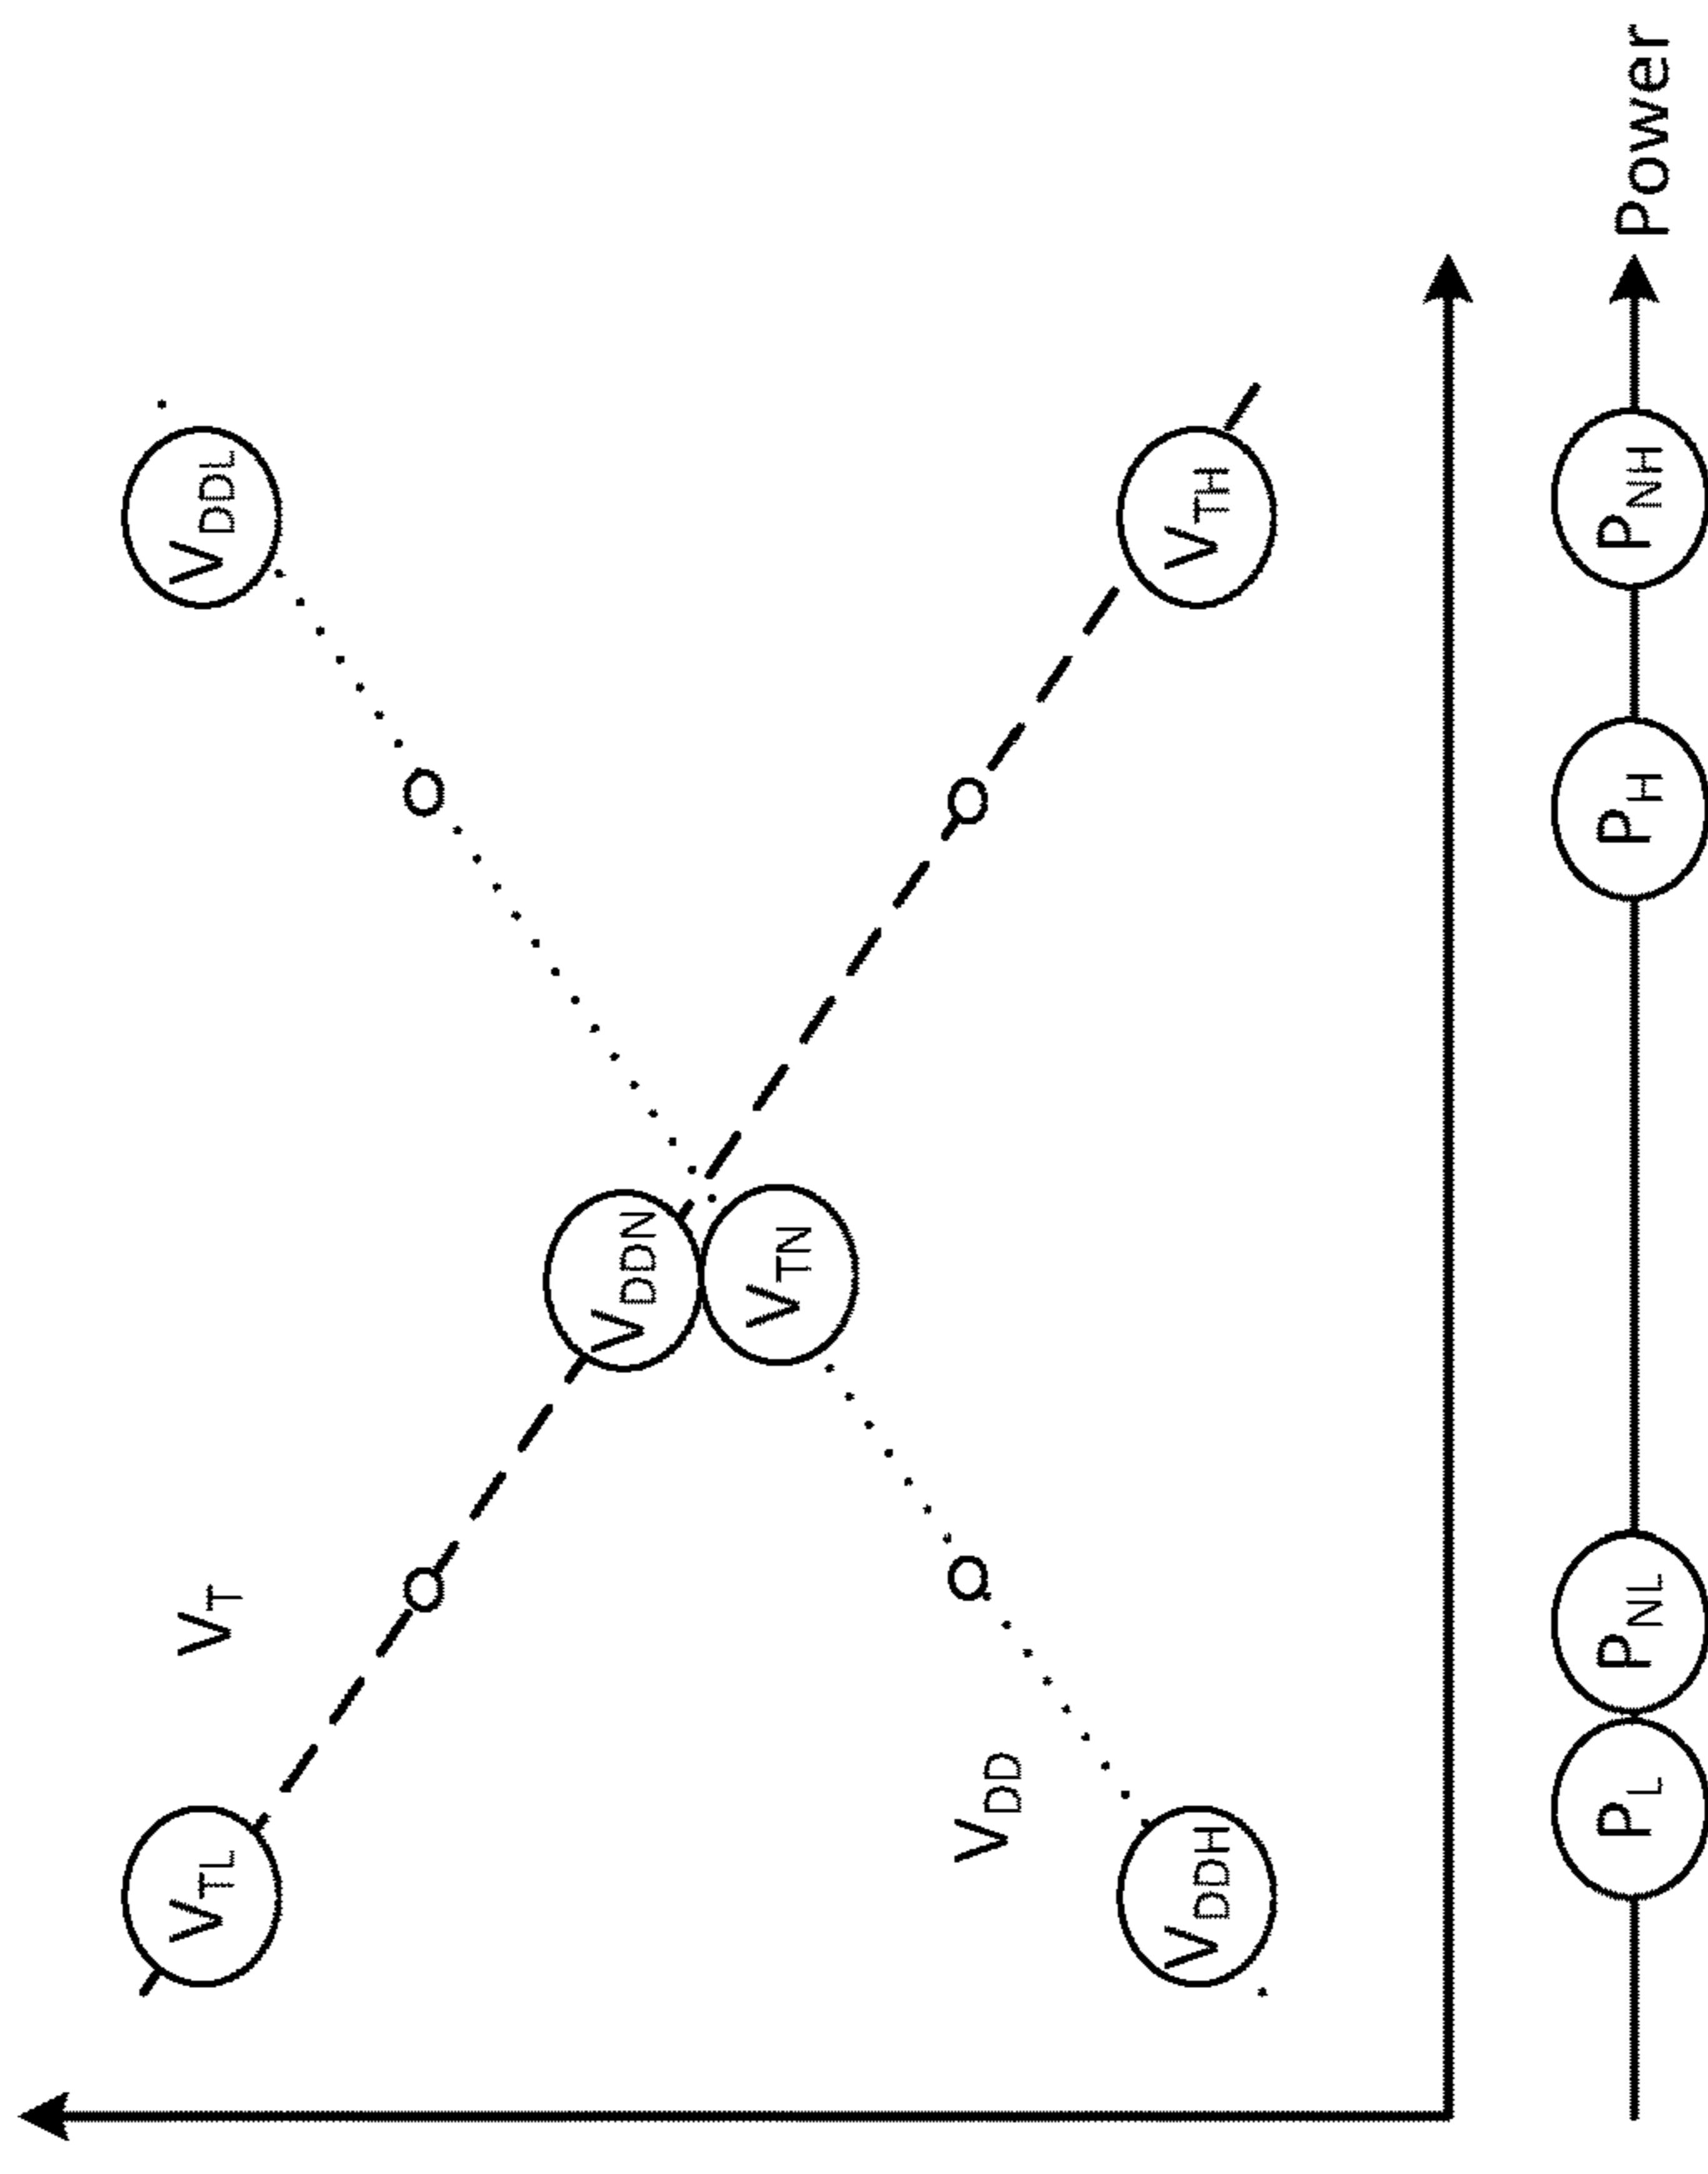 V_TL
V_T
V_DDL
V_DDN
V_TN
V_DD
V_DDH
V_TH
P_L
P_NL
P_H
P_NH
Power